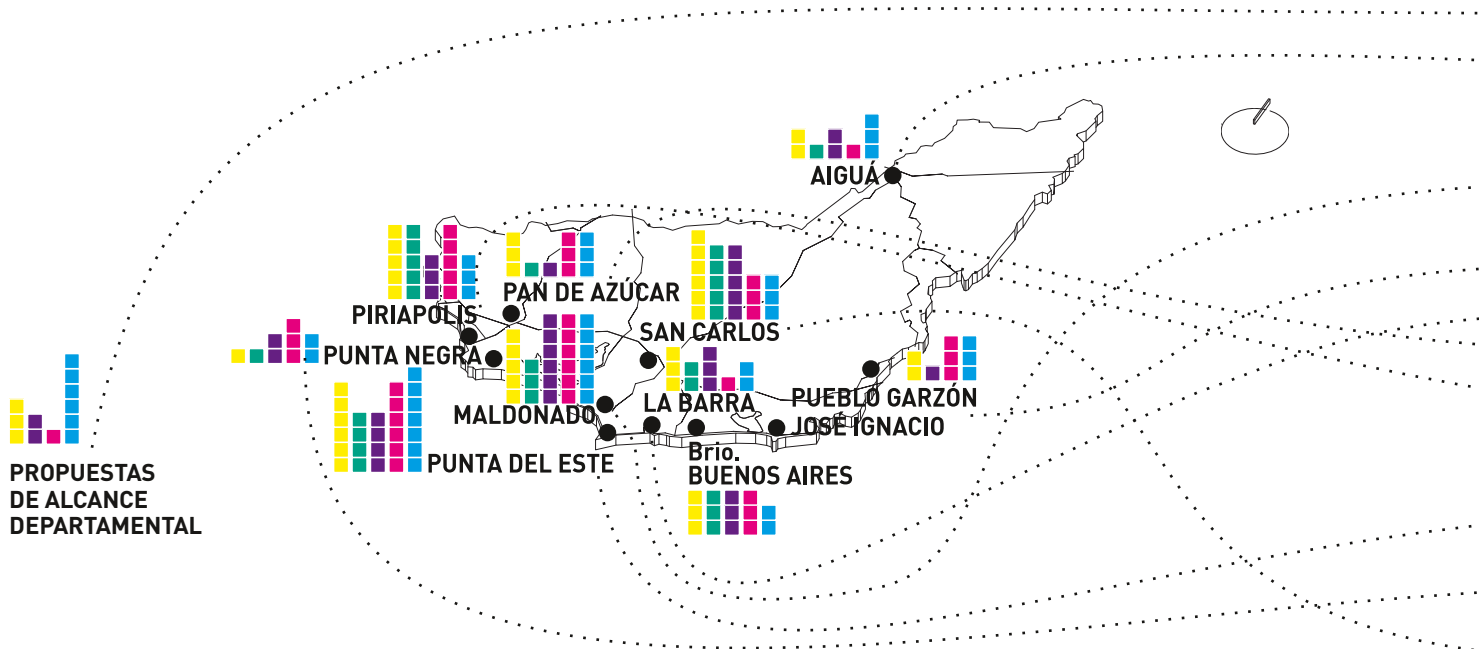 AIGUÁ
PAN DE AZÚCAR
PIRIAPOLIS
SAN CARLOS
PUNTA NEGRA
MALDONADO
LA BARRA
PUEBLO GARZÓN
JOSÉ IGNACIO
PUNTA DEL ESTE
Brio.
BUENOS AIRES
PROPUESTAS
DE ALCANCE
DEPARTAMENTAL